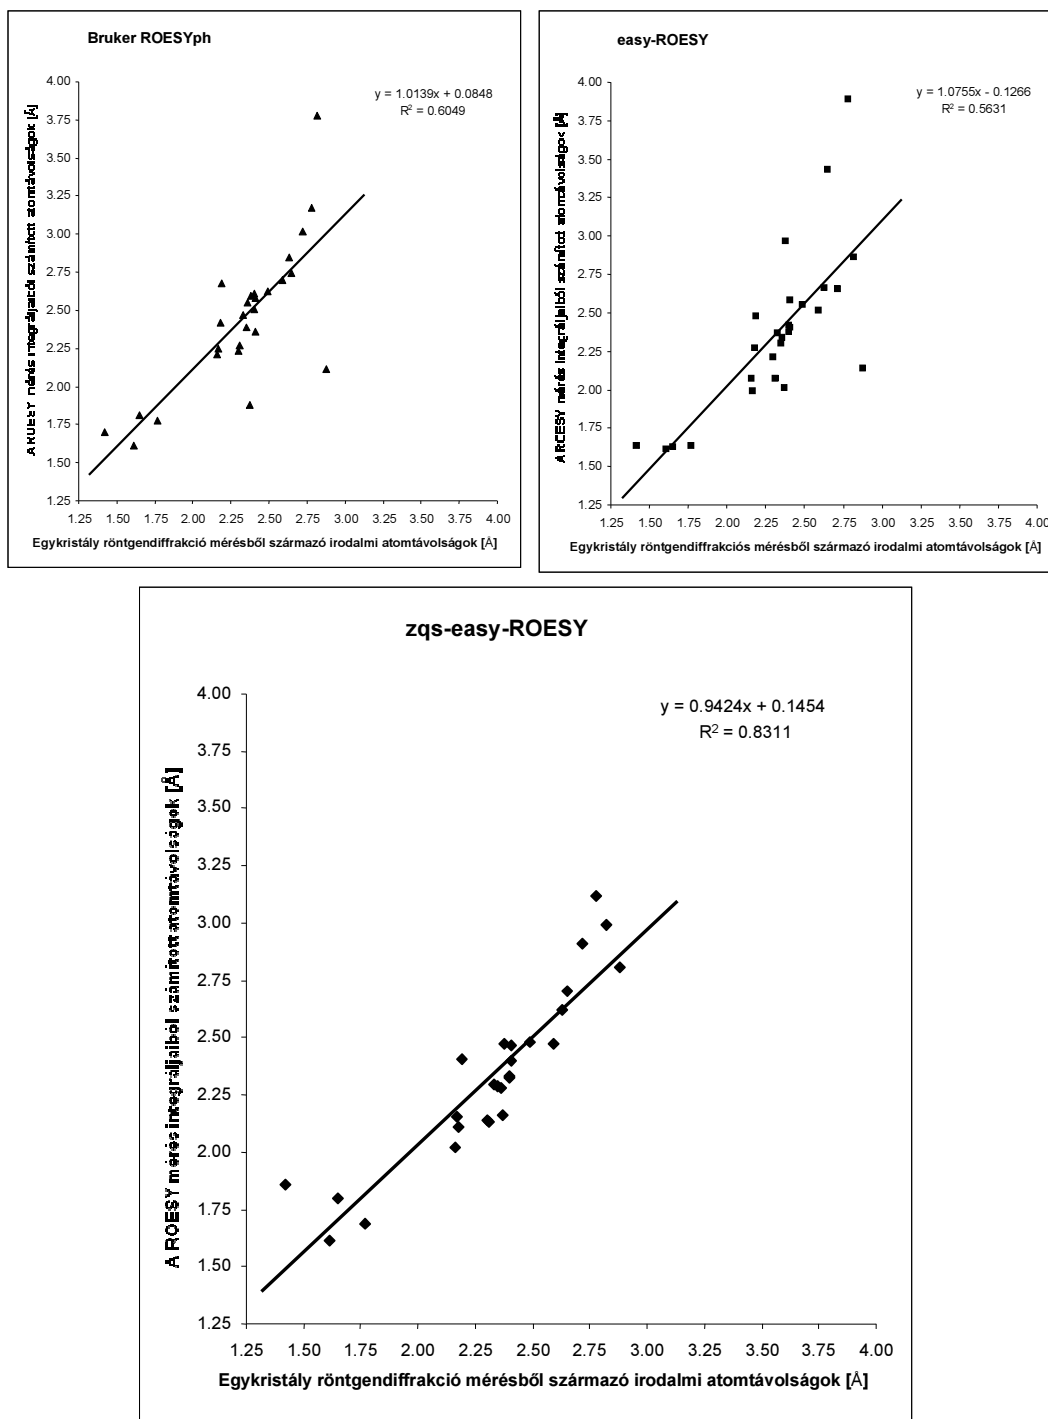 Bruker ROESYph
y = 1.0139x + 0.0848
R² = 0.6049
4.00
3.75
3.50
3.25
3.00
2.75
2.50
2.25
2.00
1.75
1.50
1.25
1.25 1.50 1.75 2.00 2.25 2.50 2.75 3.00 3.25 3.50 3.75 4.00
A ROESY mérés integráljaiból számított atomtávolságok [Å]
Egykristály röntgendiffrakció mérésből származó irodalmi atomtávolságok [Å]
easy-ROESY
y = 1.0755x - 0.1266
R² = 0.5631
4.00
3.75
3.50
3.25
3.00
2.75
2.50
2.25
2.00
1.75
1.50
1.25
1.25 1.50 1.75 2.00 2.25 2.50 2.75 3.00 3.25 3.50 3.75 4.00
A ROESY mérés integráljaiból számított atomtávolságok [Å]
Egykristály röntgendiffrakciós mérésből származó irodalmi atomtávolságok [Å]
zqs-easy-ROESY
y = 0.9424x + 0.1454
R² = 0.8311
4.00
3.75
3.50
3.25
3.00
2.75
2.50
2.25
2.00
1.75
1.50
1.25
1.25 1.50 1.75 2.00 2.25 2.50 2.75 3.00 3.25 3.50 3.75 4.00
A ROESY mérés integráljaiból számított atomtávolságok [Å]
Egykristály röntgendiffrakció mérésből származó irodalmi atomtávolságok [Å]